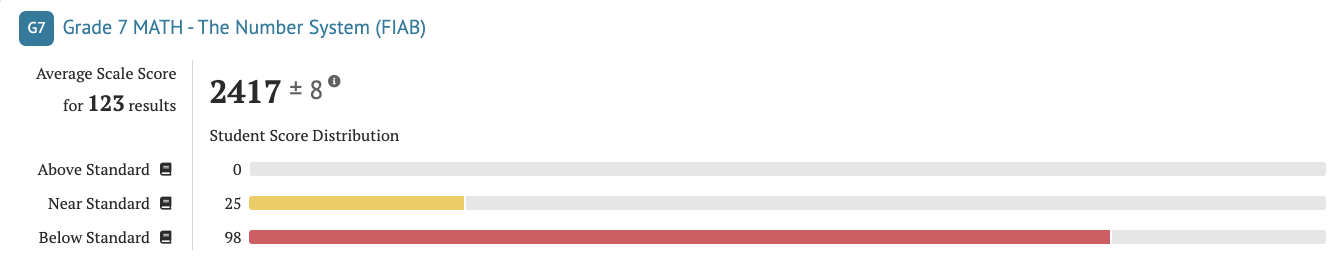 G7 Grade 7 MATH - The Number System (FIAB)
Average Scale Score
for 123 results
2417 ± 8
Student Score Distribution
Above Standard 0
Near Standard 25
Below Standard 98